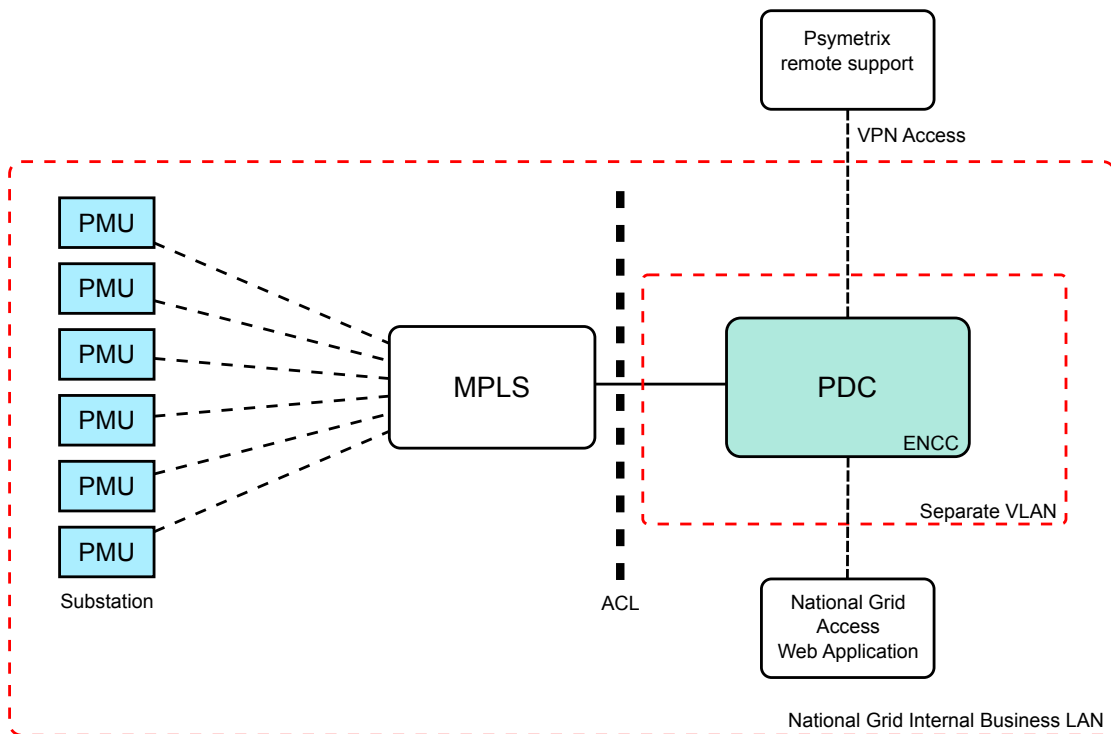 Psymetrix
remote support
VPN Access
PMU
PMU
PMU
PMU
PMU
PMU
Substation
MPLS
ACL
PDC
ENCC
Separate VLAN
National Grid
Access
Web Application
National Grid Internal Business LAN